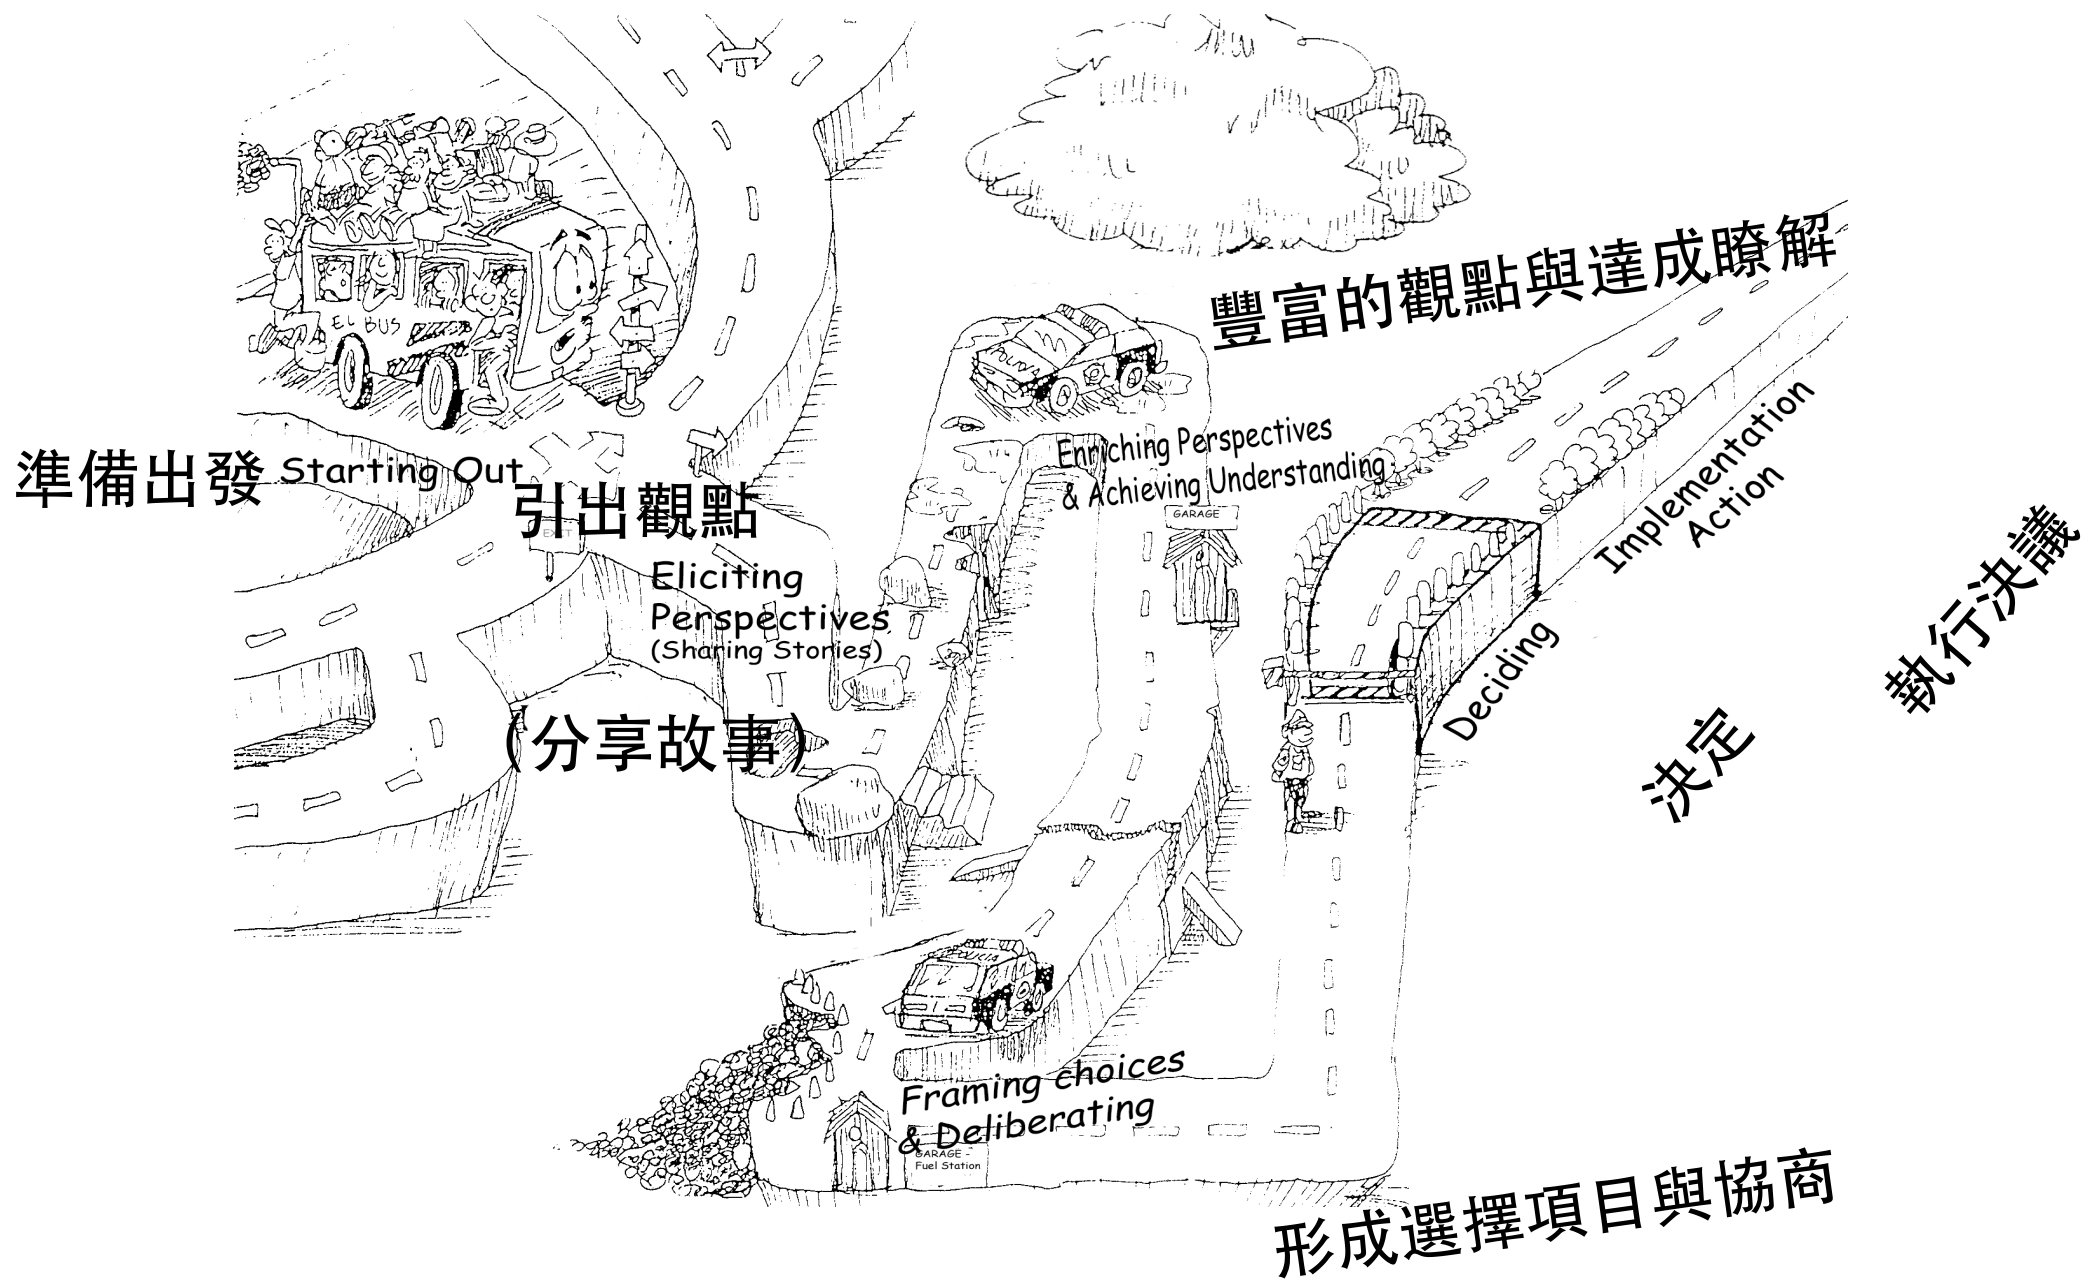 EL BUS
準備出發
Starting Out
引出觀點
EXIT
Eliciting
Perspectives
(Sharing Stories)
(分享故事)
豐富的觀點與達成瞭解
Enriching Perspectives
& Achieving Understanding
GARAGE
Implementation
Action
執行決議
Deciding
決定
POLICIA
Framing choices
& Deliberating
GARAGE -
Fuel Station
形成選擇項目與協商